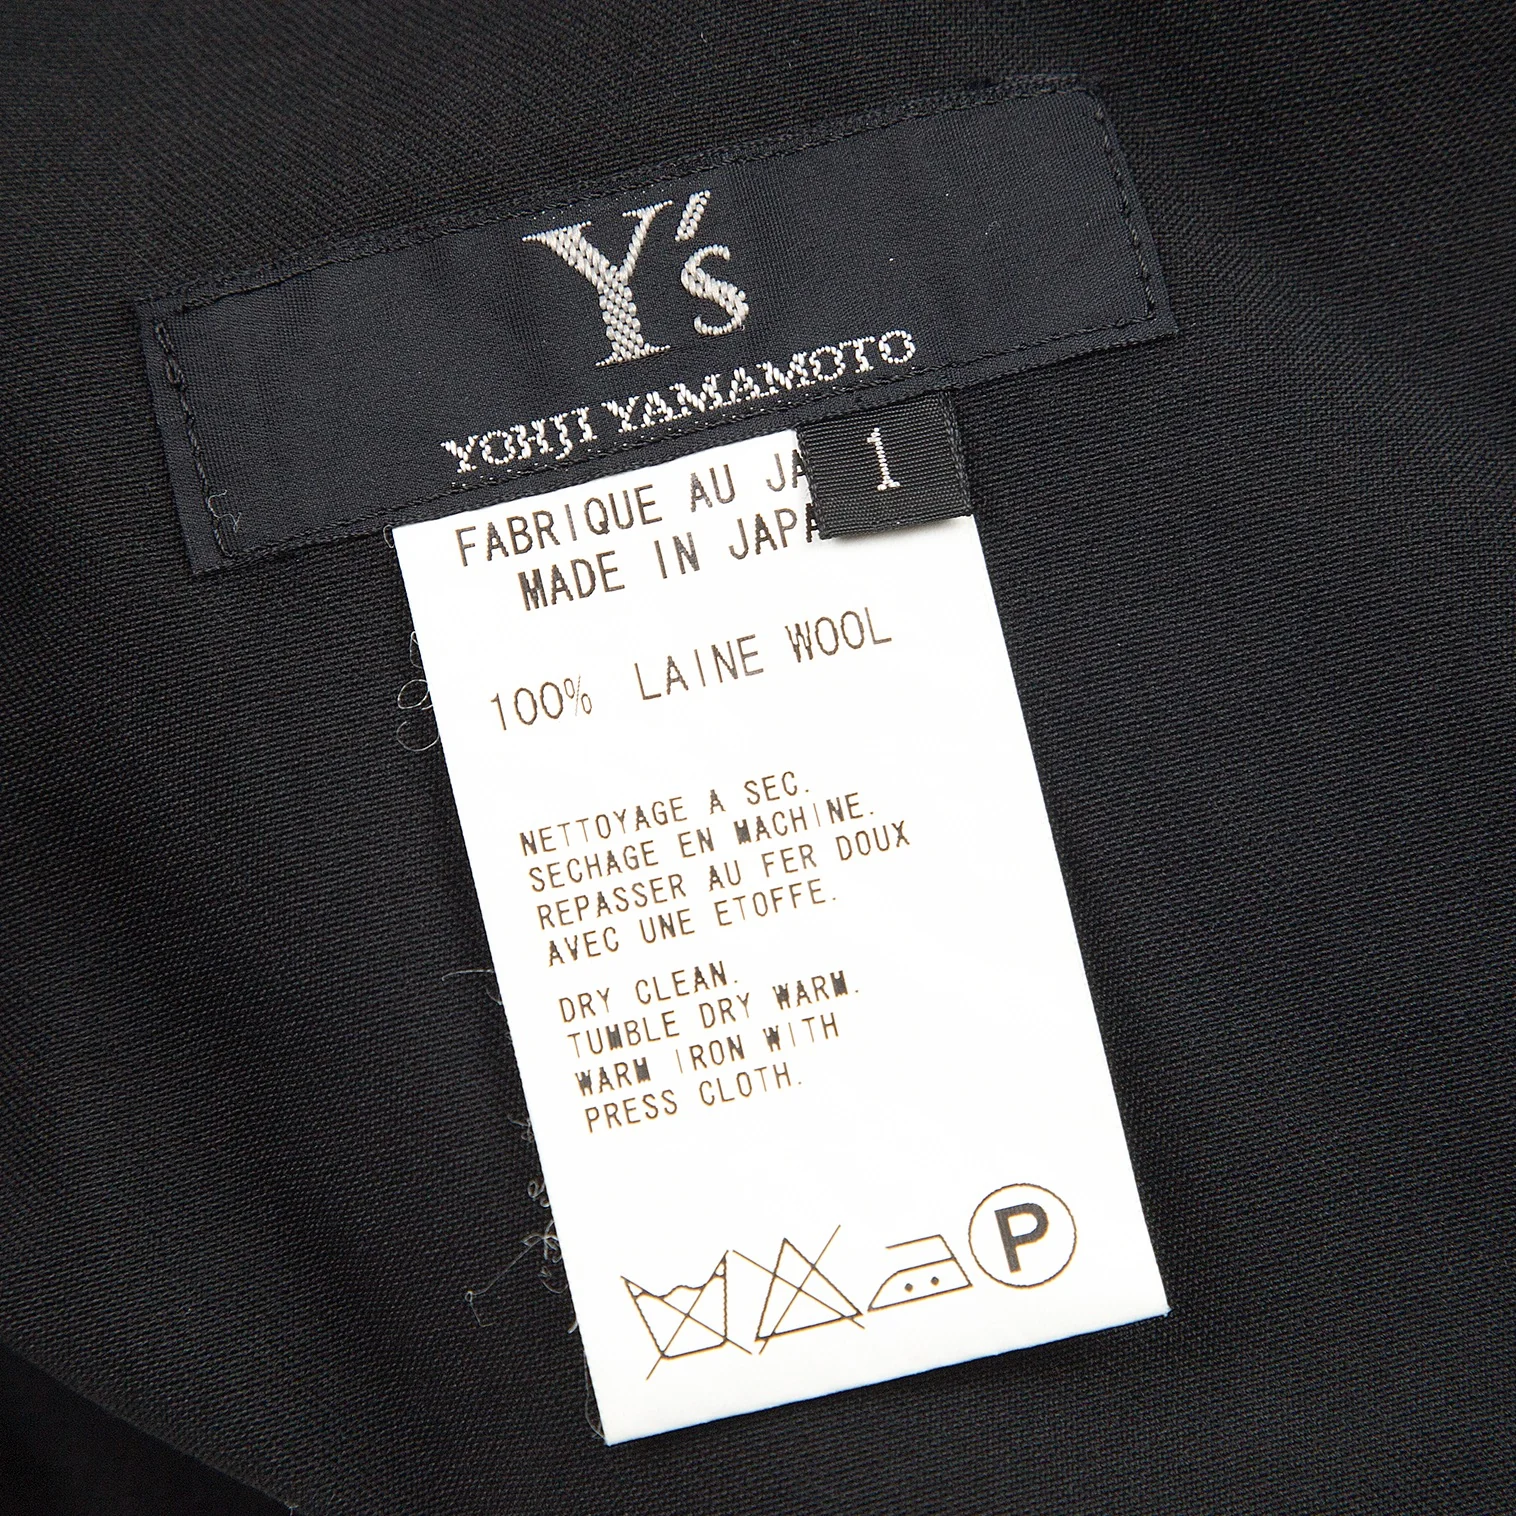 Y's
YOHJI YAMAMOTO
1
FABRIQUE AU JA
MADE IN JAPA
100% LAINE WOOL
NETTOYAGE A SEC.
SECHAGE EN MACHINE.
REPASSER AU FER DOUX
AVEC UNE ETOFFE.
DRY CLEAN.
TUMBLE DRY WARM.
WARM IRON WITH
PRESS CLOTH.
P